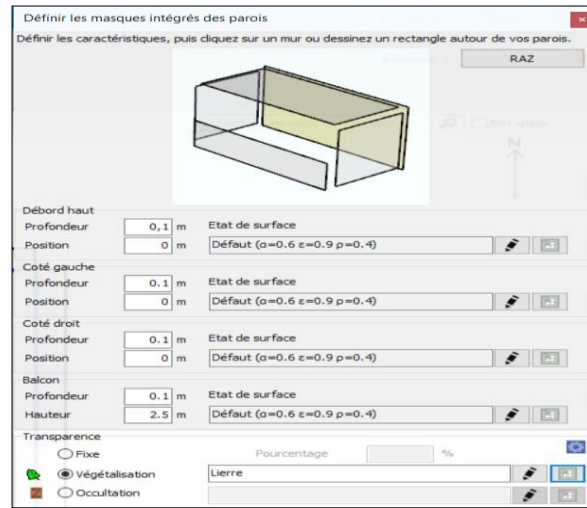 Définir les masques intégrés des parois
Définir les caractéristiques, puis cliquez sur un mur ou dessinez un rectangle autour de vos parois.
RAZ
N
Débord haut
Profondeur 0,1 m Etat de surface
Position 0 m Défaut (α=0.6 ε=0.9 ρ=0.4)
Coté gauche
Profondeur 0.1 m Etat de surface
Position 0 m Défaut (α=0.6 ε=0.9 ρ=0.4)
Coté droit
Profondeur 0.1 m Etat de surface
Position 0 m Défaut (α=0.6 ε=0.9 ρ=0.4)
Balcon
Profondeur 0.1 m Etat de surface
Hauteur 2.5 m Défaut (α=0.6 ε=0.9 ρ=0.4)
Transparence
Fixe Pourcentage %
Végétalisation Lierre
Occultation